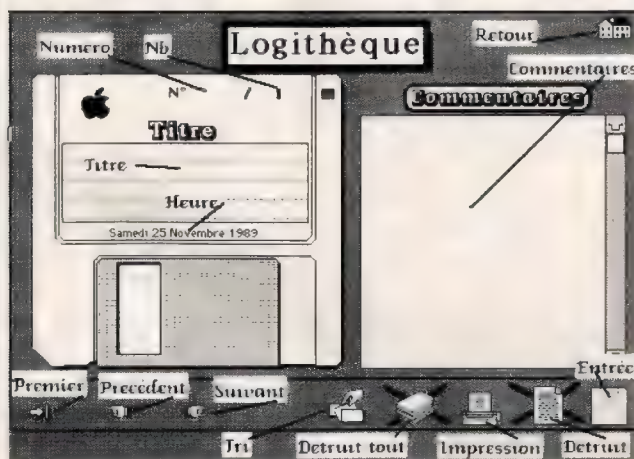 Logithèque
Retour
Numero
Nb
Commentaires
N° /
Commentaires
Titre
Titre
Heure
Samedi 25 Novembre 1989
Entrée
Premier
Precedent
Suivant
Tri
Detruit tout
Impression
Detruit